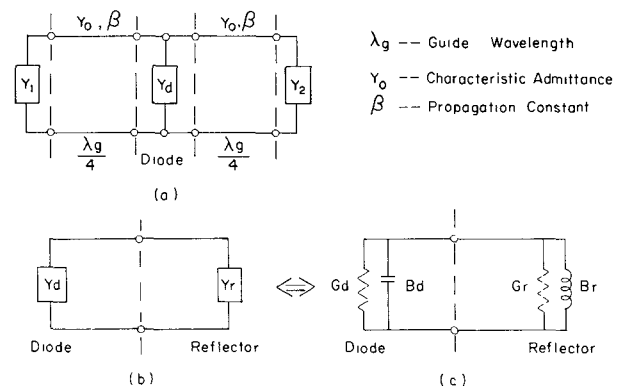 Y₀, β Y₀, β
Y₁ Yd Y₂
λg/4 Diode λg/4
(a)
λg -- Guide Wavelength
Y₀ -- Characteristic Admittance
β -- Propagation Constant
Yd Yr
Diode Reflector
(b)
Gd Bd Gr Br
Diode Reflector
(c)